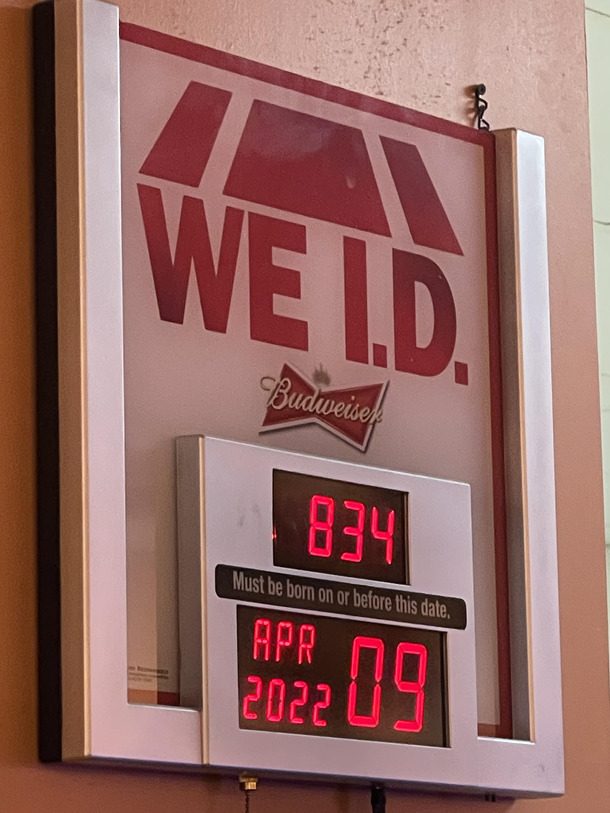 WE I.D.
Budweiser
834
Must be born on or before this date.
APR 09
2022